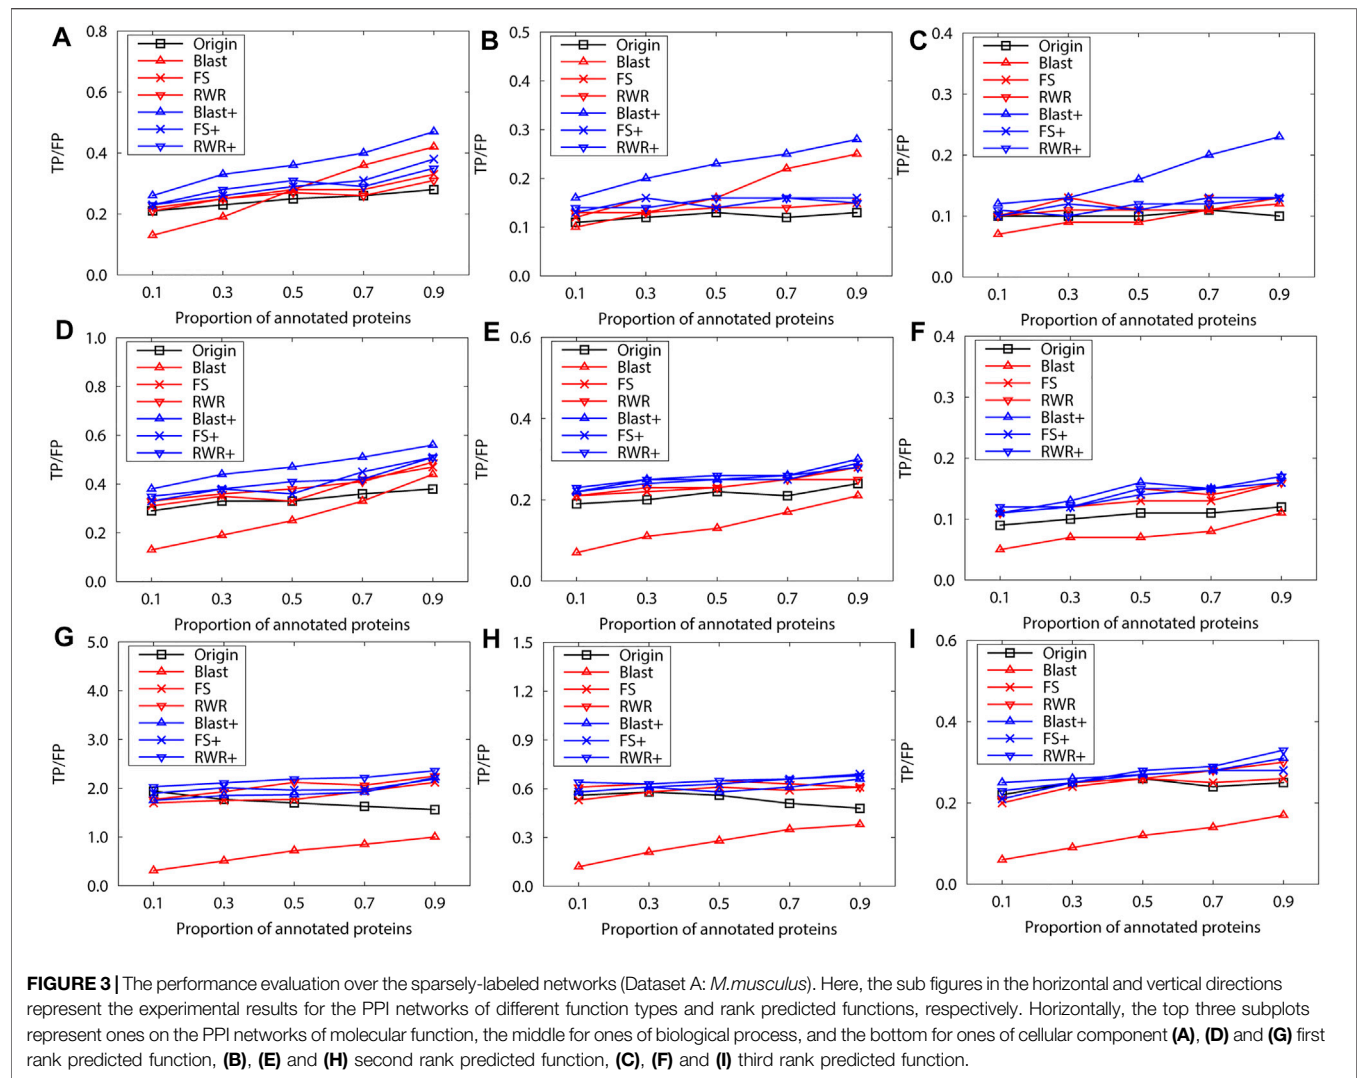 A
0.8
0.6
0.4
0.2
0.0
TP/FP
Origin
Blast
FS
RWR
Blast+
FS+
RWR+
0.1 0.3 0.5 0.7 0.9
Proportion of annotated proteins
B
0.5
0.4
0.3
0.2
0.1
0.0
TP/FP
Origin
Blast
FS
RWR
Blast+
FS+
RWR+
0.1 0.3 0.5 0.7 0.9
Proportion of annotated proteins
C
0.4
0.3
0.2
0.1
0.0
TP/FP
Origin
Blast
FS
RWR
Blast+
FS+
RWR+
0.1 0.3 0.5 0.7 0.9
Proportion of annotated proteins
D
1.0
0.8
0.6
0.4
0.2
0.0
TP/FP
Origin
Blast
FS
RWR
Blast+
FS+
RWR+
0.1 0.3 0.5 0.7 0.9
Proportion of annotated proteins
E
0.6
0.4
0.2
0.0
TP/FP
Origin
Blast
FS
RWR
Blast+
FS+
RWR+
0.1 0.3 0.5 0.7 0.9
Proportion of annotated proteins
F
0.4
0.3
0.2
0.1
0.0
TP/FP
Origin
Blast
FS
RWR
Blast+
FS+
RWR+
0.1 0.3 0.5 0.7 0.9
Proportion of annotated proteins
G
5.0
4.0
3.0
2.0
1.0
0.0
TP/FP
Origin
Blast
FS
RWR
Blast+
FS+
RWR+
0.1 0.3 0.5 0.7 0.9
Proportion of annotated proteins
H
1.5
1.2
0.9
0.6
0.3
0.0
TP/FP
Origin
Blast
FS
RWR
Blast+
FS+
RWR+
0.1 0.3 0.5 0.7 0.9
Proportion of annotated proteins
I
0.6
0.4
0.2
0.0
TP/FP
Origin
Blast
FS
RWR
Blast+
FS+
RWR+
0.1 0.3 0.5 0.7 0.9
Proportion of annotated proteins
FIGURE 3 | The performance evaluation over the sparsely-labeled networks (Dataset A: M.musculus). Here, the sub figures in the horizontal and vertical directions
represent the experimental results for the PPI networks of different function types and rank predicted functions, respectively. Horizontally, the top three subplots
represent ones on the PPI networks of molecular function, the middle for ones of biological process, and the bottom for ones of cellular component (A), (D) and (G) first
rank predicted function, (B), (E) and (H) second rank predicted function, (C), (F) and (I) third rank predicted function.